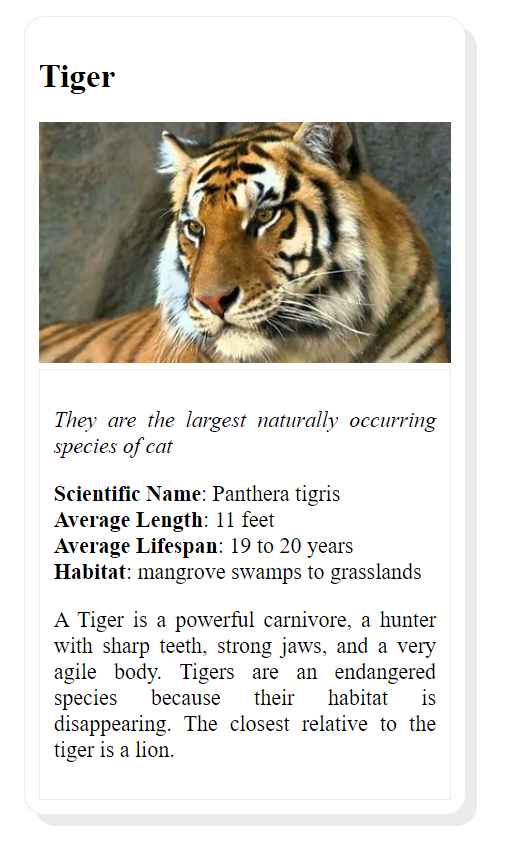 Tiger
They are the largest naturally occurring
species of cat
Scientific Name: Panthera tigris
Average Length: 11 feet
Average Lifespan: 19 to 20 years
Habitat: mangrove swamps to grasslands
A Tiger is a powerful carnivore, a hunter
with sharp teeth, strong jaws, and a very
agile body. Tigers are an endangered
species because their habitat is
disappearing. The closest relative to the
tiger is a lion.